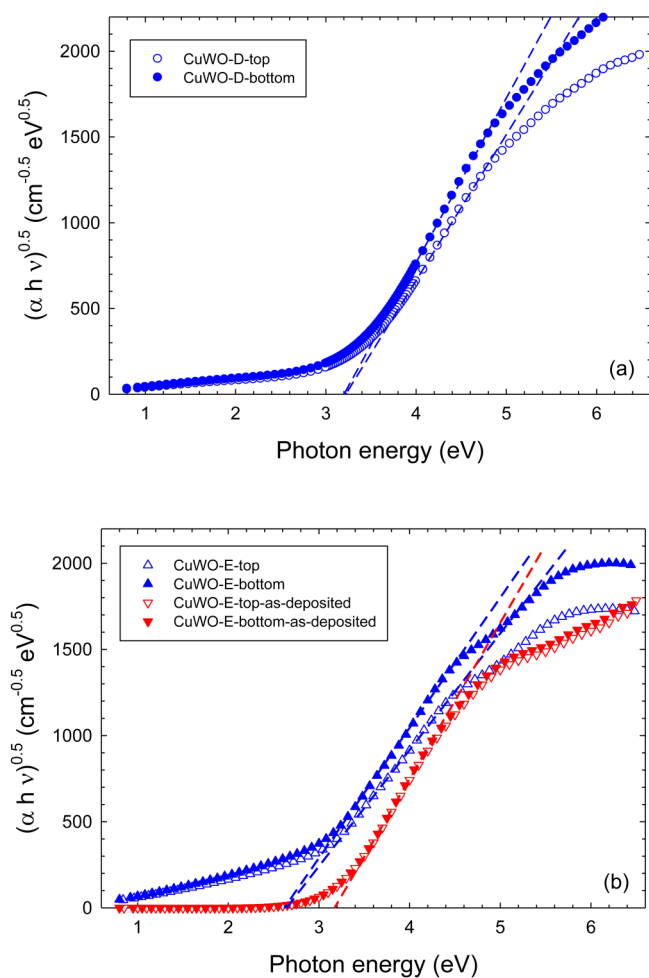 2000
1500
1000
500
0
(α h ν)^0.5 (cm^-0.5 eV^0.5)
CuWO-D-top
CuWO-D-bottom
(a)
1 2 3 4 5 6
Photon energy (eV)
2000
1500
1000
500
0
(α h ν)^0.5 (cm^-0.5 eV^0.5)
CuWO-E-top
CuWO-E-bottom
CuWO-E-top-as-deposited
CuWO-E-bottom-as-deposited
(b)
1 2 3 4 5 6
Photon energy (eV)